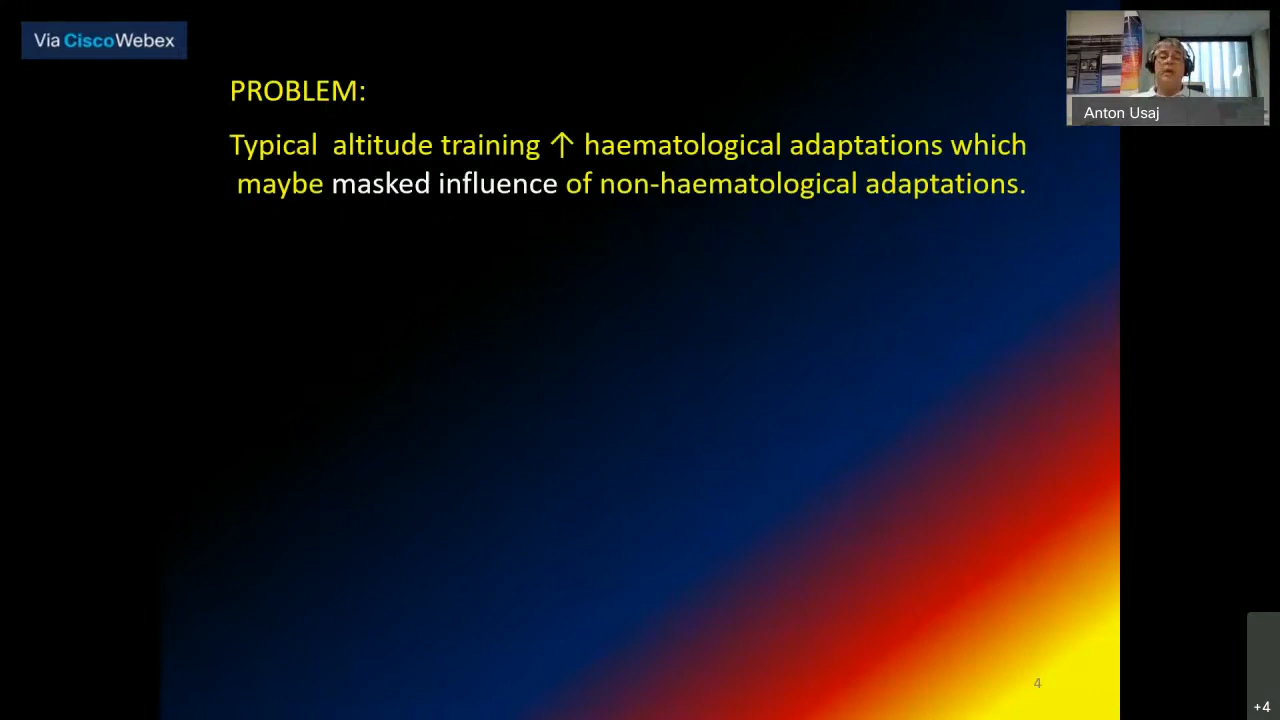 Via CiscoWebex
PROBLEM:
Typical altitude training ↑ haematological adaptations which
maybe masked influence of non-haematological adaptations.
Anton Usaj
4
+4